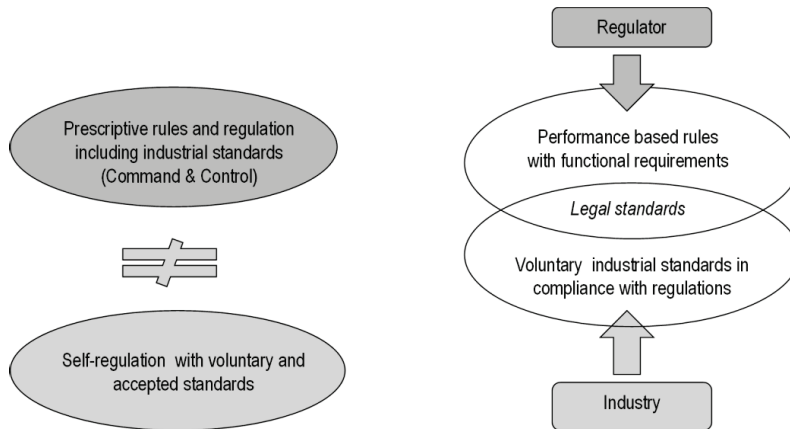 Prescriptive rules and regulation
including industrial standards
(Command & Control)
Self-regulation with voluntary and
accepted standards
Regulator
Performance based rules
with functional requirements
Legal standards
Voluntary industrial standards in
compliance with regulations
Industry